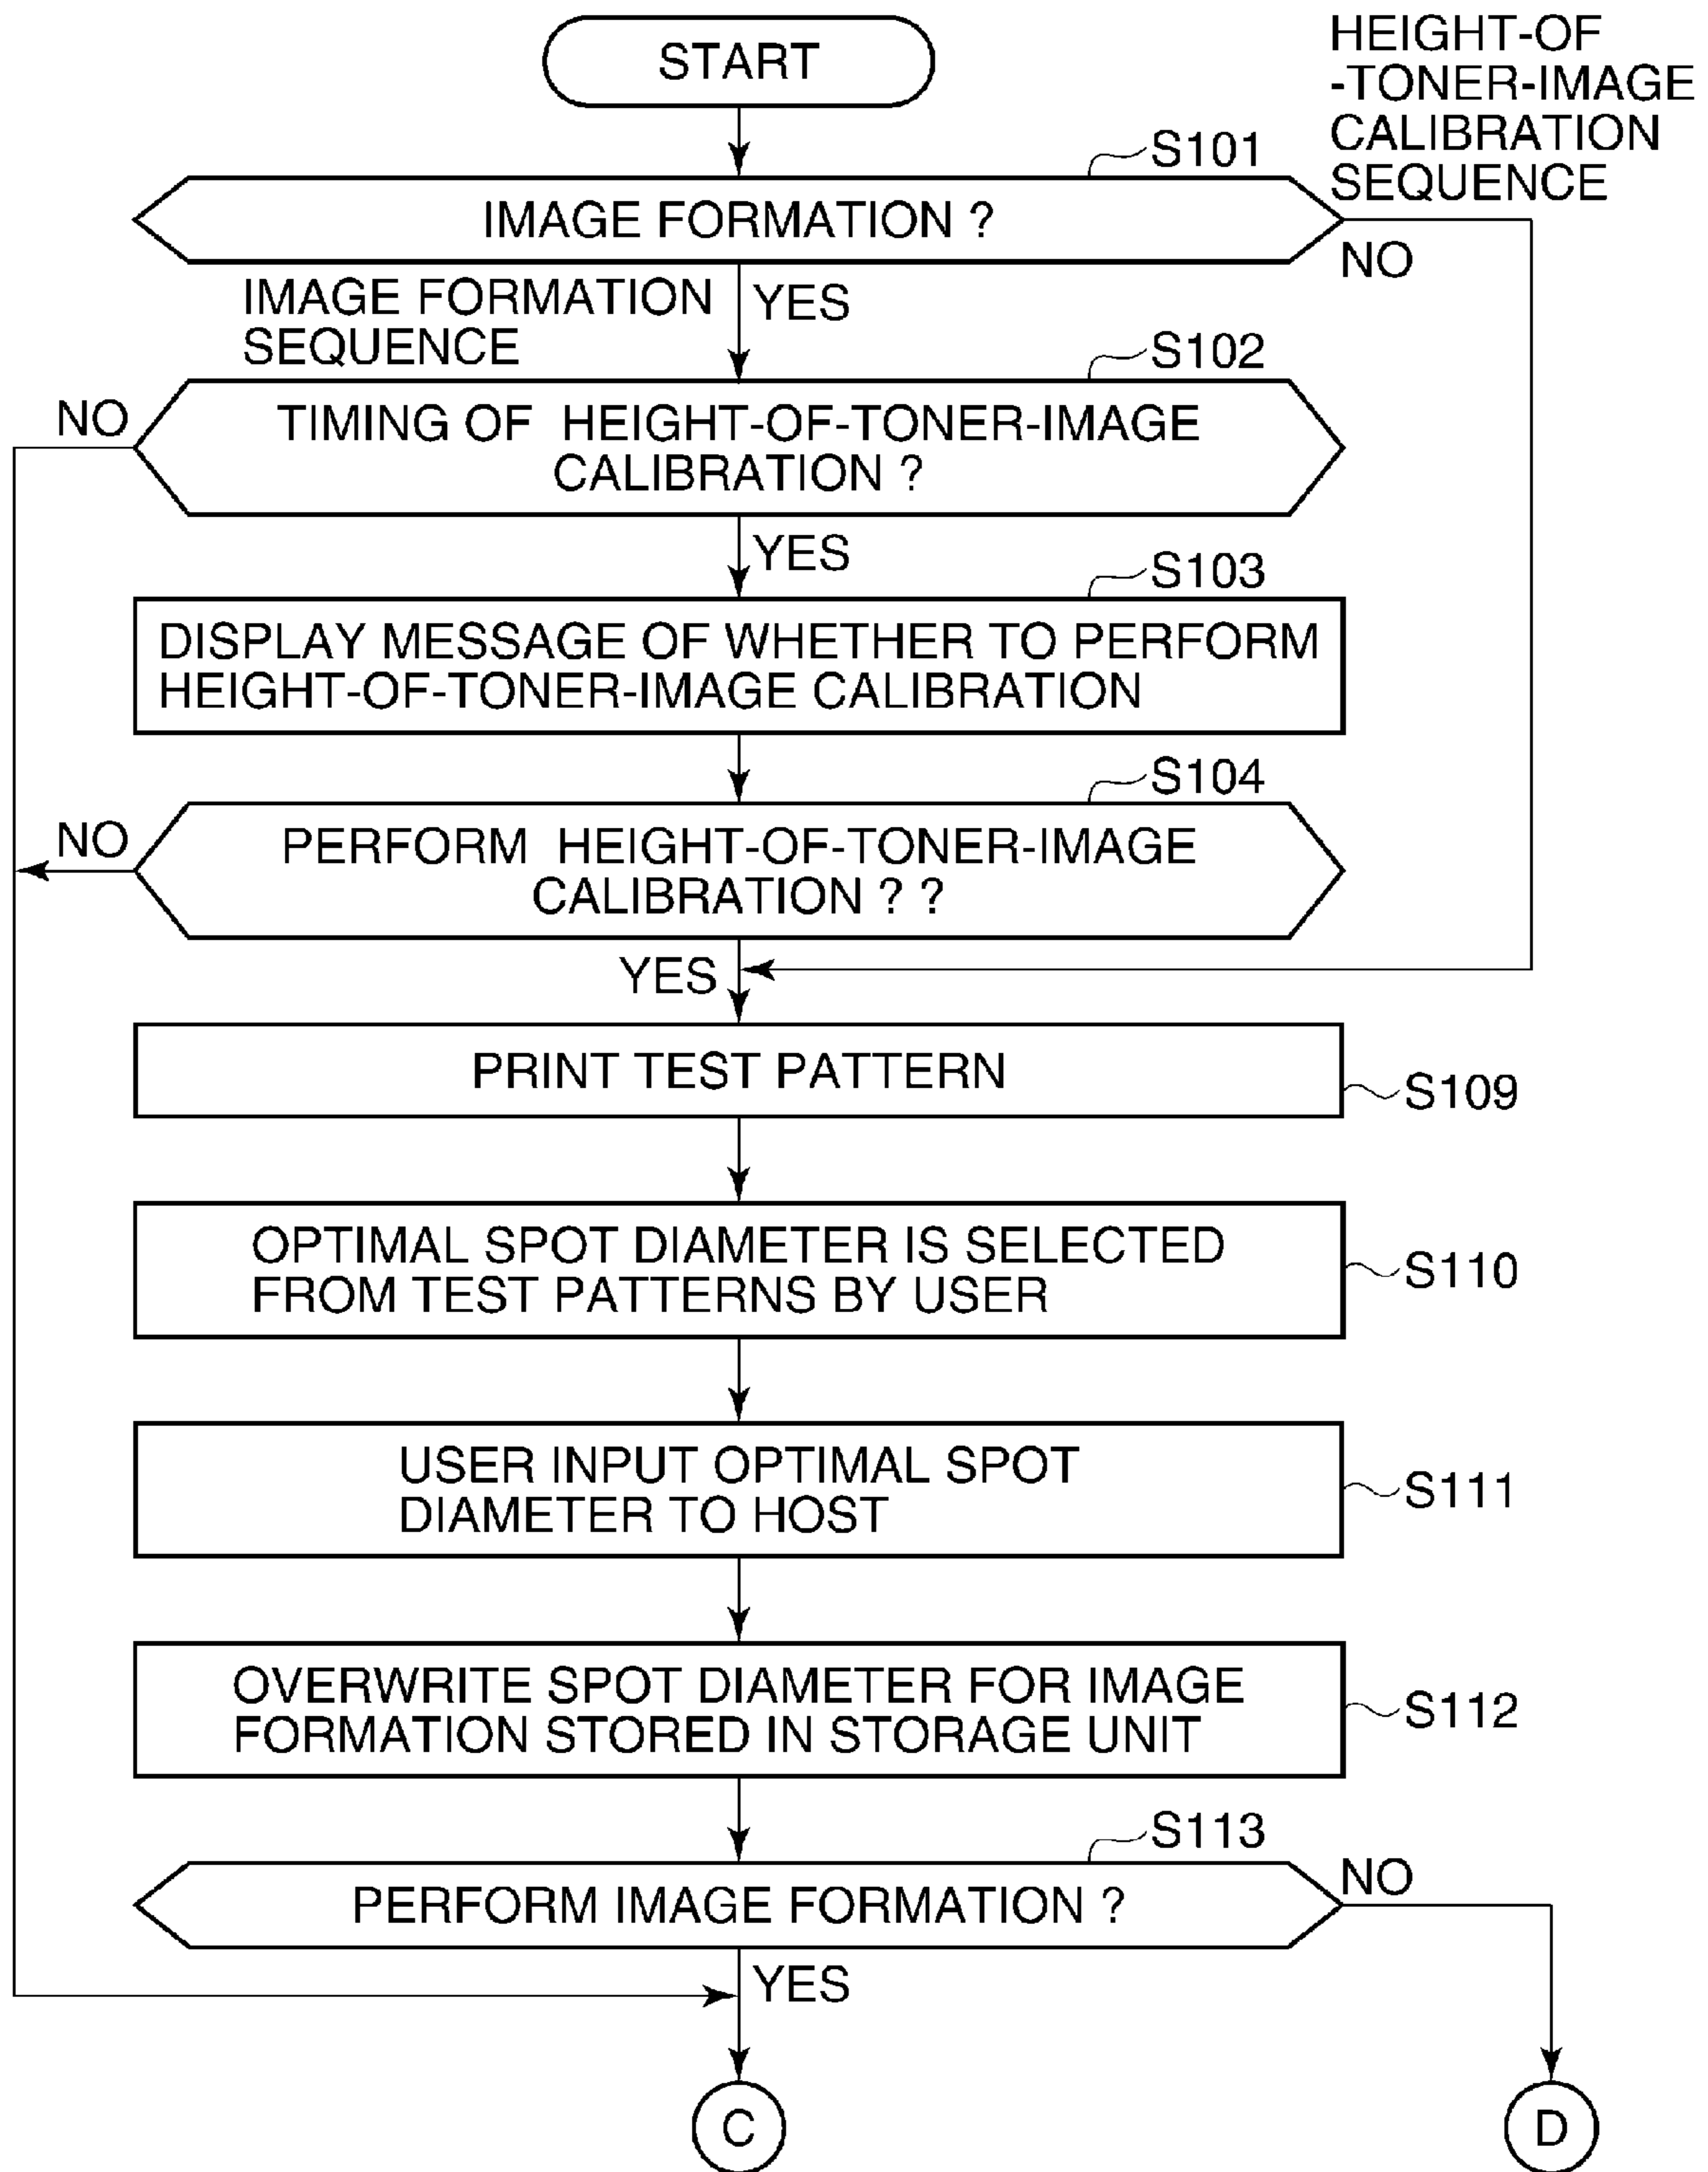 START
HEIGHT-OF
-TONER-IMAGE
CALIBRATION
SEQUENCE
S101
IMAGE FORMATION ?
NO
IMAGE FORMATION
SEQUENCE
YES
S102
NO
TIMING OF HEIGHT-OF-TONER-IMAGE
CALIBRATION ?
YES
S103
DISPLAY MESSAGE OF WHETHER TO PERFORM
HEIGHT-OF-TONER-IMAGE CALIBRATION
S104
NO
PERFORM HEIGHT-OF-TONER-IMAGE
CALIBRATION ? ?
YES
PRINT TEST PATTERN
S109
OPTIMAL SPOT DIAMETER IS SELECTED
FROM TEST PATTERNS BY USER
S110
USER INPUT OPTIMAL SPOT
DIAMETER TO HOST
S111
OVERWRITE SPOT DIAMETER FOR IMAGE
FORMATION STORED IN STORAGE UNIT
S112
S113
PERFORM IMAGE FORMATION ?
NO
YES
C
D